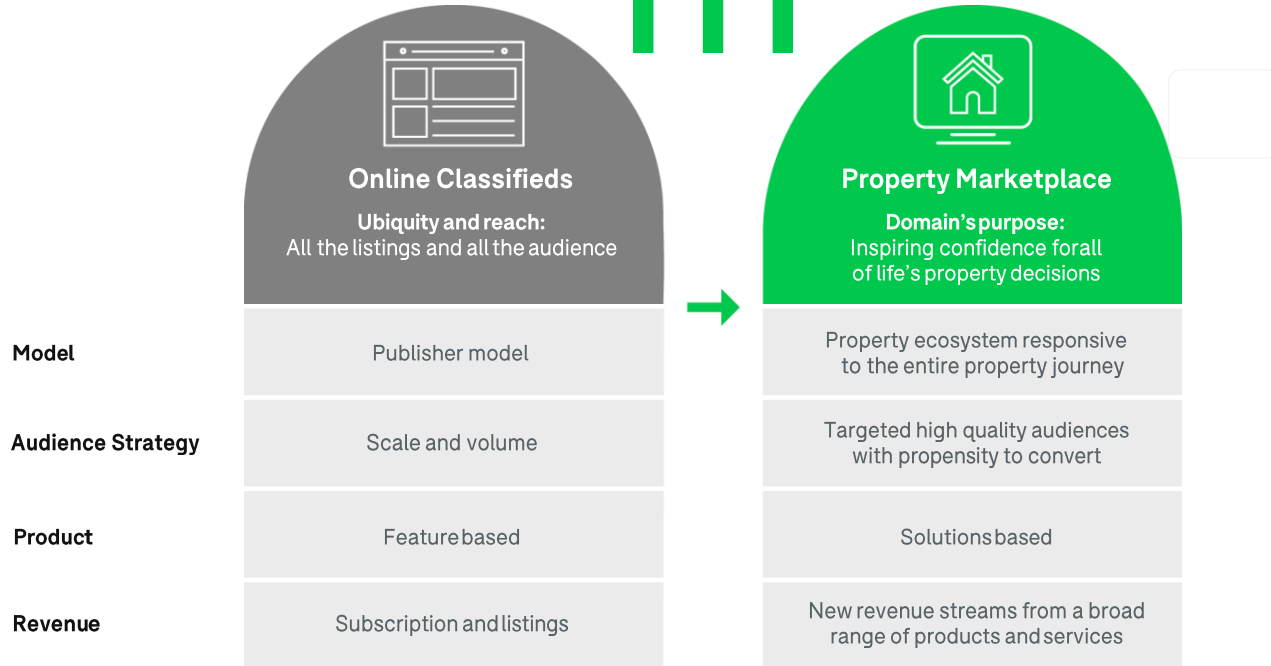 Online Classifieds
Ubiquity and reach:
All the listings and all the audience
Property Marketplace
Domain's purpose:
Inspiring confidence forall
of life's property decisions
Model
Publisher model
Property ecosystem responsive
to the entire property journey
Audience Strategy
Scale and volume
Targeted high quality audiences
with propensity to convert
Product
Feature based
Solutions based
Revenue
Subscription and listings
New revenue streams from a broad
range of products and services